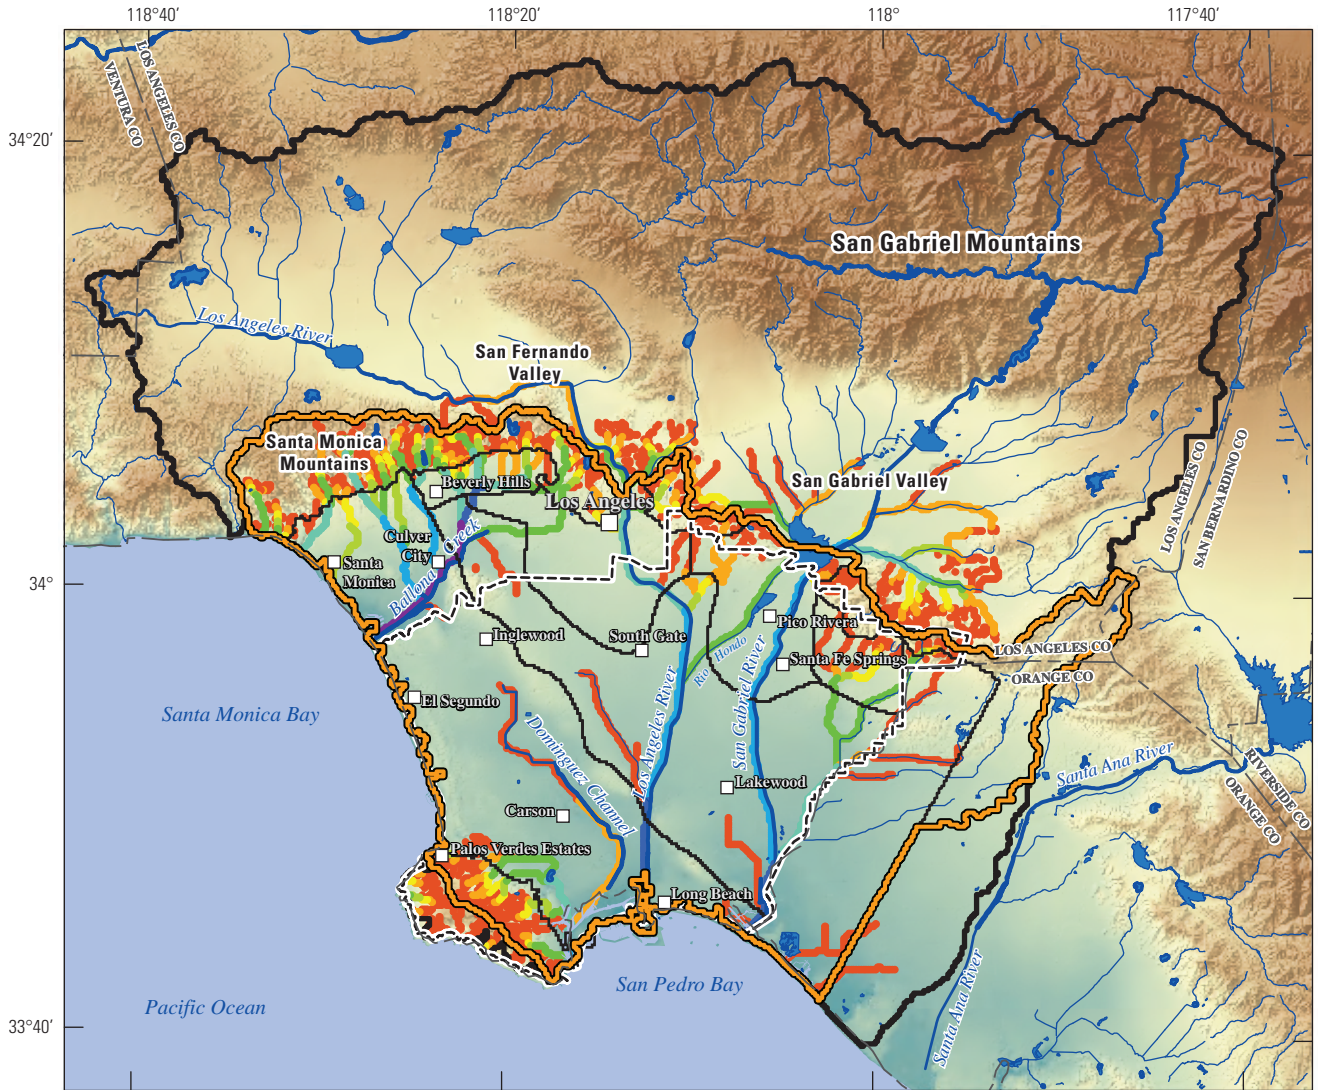 118°40′
118°20′
118°
117°40′
34°20′
34°
33°40′
LOS ANGELES CO
VENTURA CO
San Gabriel Mountains
Los Angeles River
San Fernando
Valley
Santa Monica
Mountains
San Gabriel Valley
LOS ANGELES CO
SAN BERNARDINO CO
Beverly Hills
Los Angeles
Culver
City
Ballona Creek
Santa
Monica
Inglewood
South Gate
Rio Hondo
Pico Rivera
Santa Fe Springs
LOS ANGELES CO
ORANGE CO
El Segundo
Santa Monica Bay
Dominguez Channel
Los Angeles River
San Gabriel River
Lakewood
Santa Ana River
RIVERSIDE CO
ORANGE CO
Carson
Palos Verdes Estates
Long Beach
San Pedro Bay
Pacific Ocean
Santa Ana River